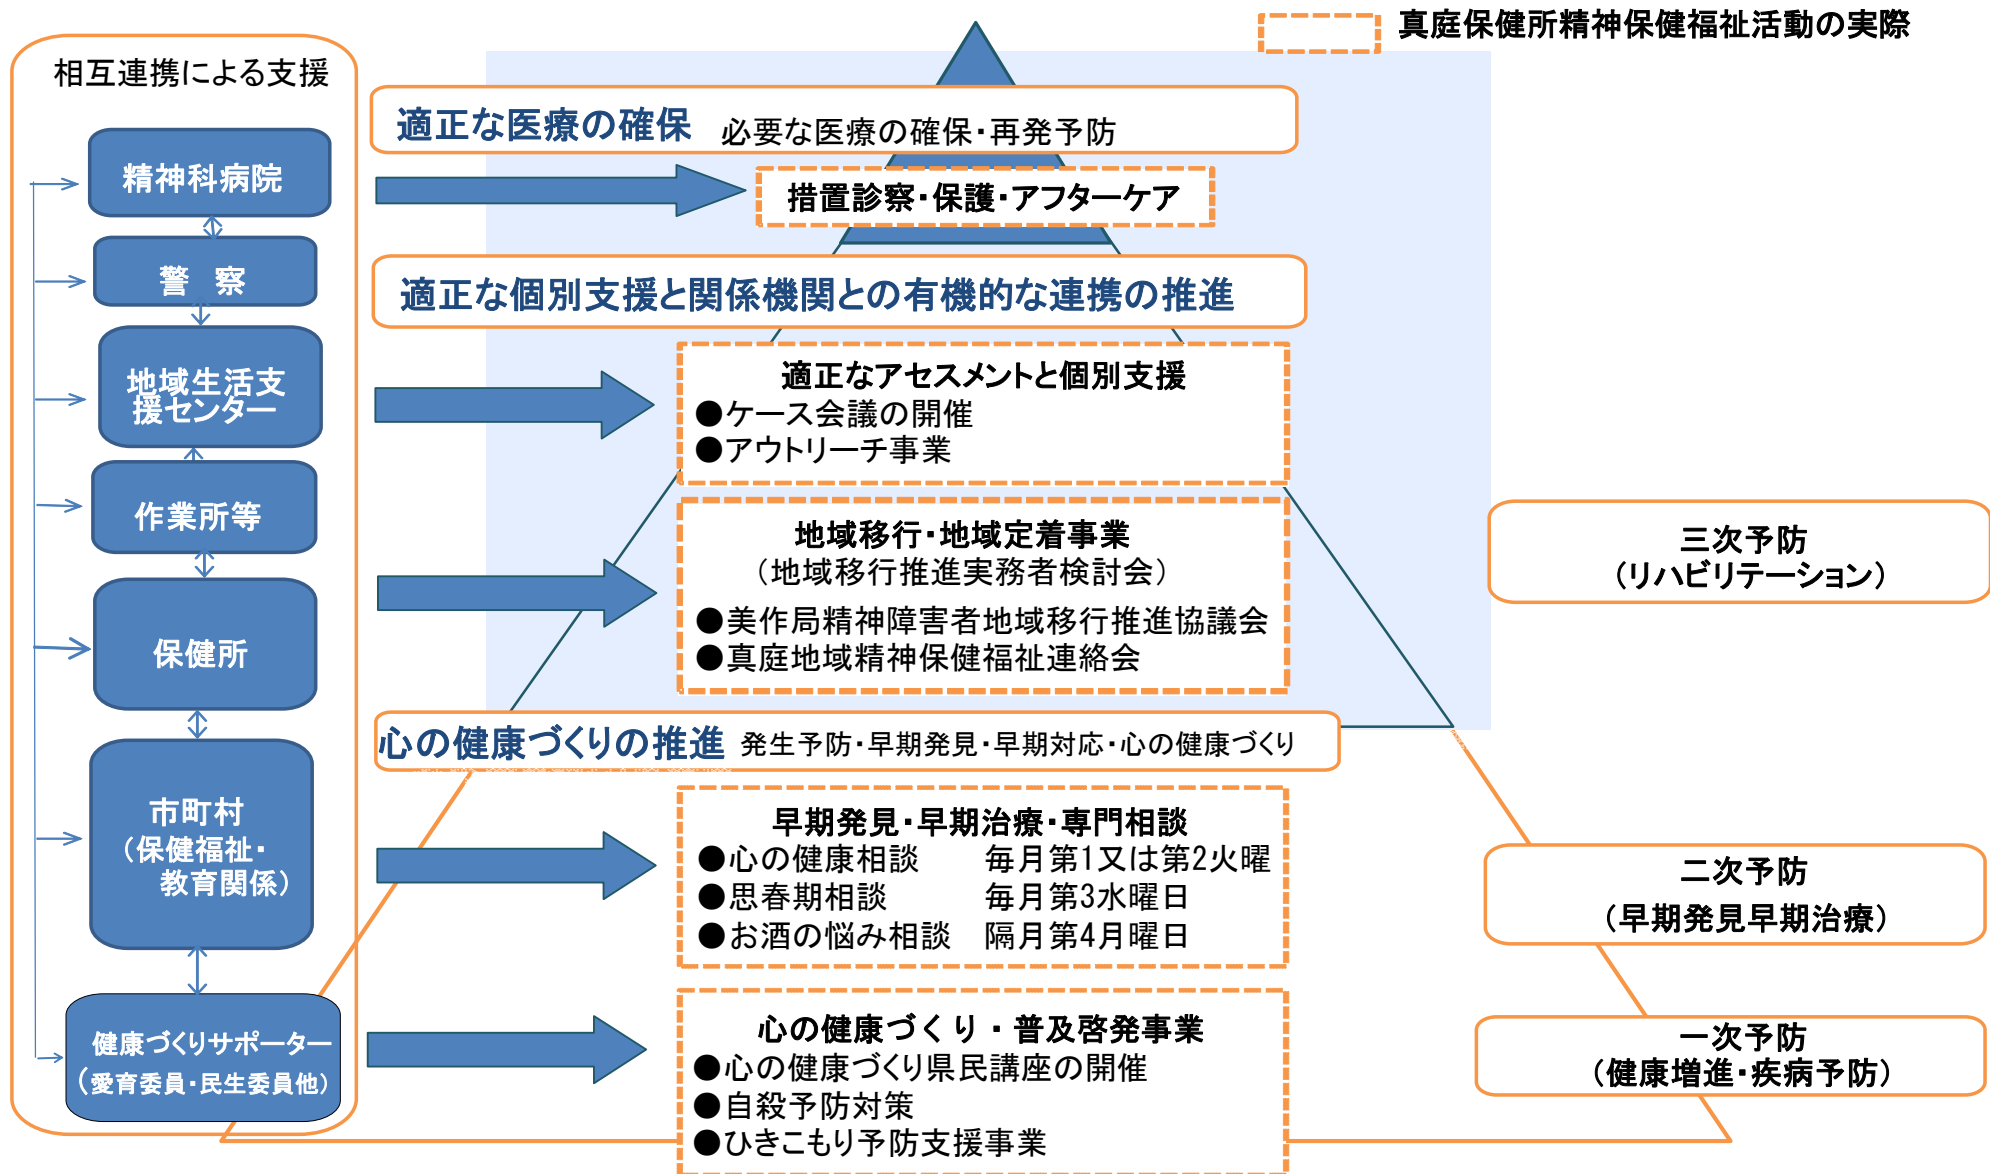 真庭保健所精神保健福祉活動の実際
相互連携による支援
精神科病院
警　察
地域生活支
援センター
作業所等
保健所
市町村
（保健福祉・
教育関係）
健康づくりサポーター
（愛育委員・民生委員他）
適正な医療の確保　必要な医療の確保・再発予防
措置診察・保護・アフターケア
適正な個別支援と関係機関との有機的な連携の推進
適正なアセスメントと個別支援
●ケース会議の開催
●アウトリーチ事業
地域移行・地域定着事業
（地域移行推進実務者検討会）
●美作局精神障害者地域移行推進協議会
●真庭地域精神保健福祉連絡会
心の健康づくりの推進　発生予防・早期発見・早期対応・心の健康づくり
早期発見・早期治療・専門相談
●心の健康相談　　毎月第1又は第2火曜
●思春期相談　　　毎月第3水曜日
●お酒の悩み相談　隔月第4月曜日
心の健康づくり・普及啓発事業
●心の健康づくり県民講座の開催
●自殺予防対策
●ひきこもり予防支援事業
三次予防
（リハビリテーション）
二次予防
（早期発見早期治療）
一次予防
（健康増進・疾病予防）